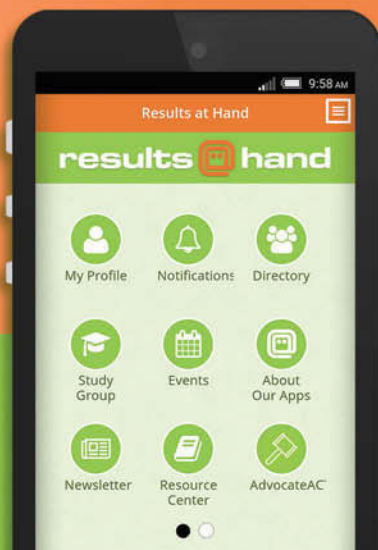 9:58 AM
Results at Hand
results @ hand
My Profile
Notifications
Directory
Study
Group
Events
About
Our Apps
Newsletter
Resource
Center
AdvocateAC